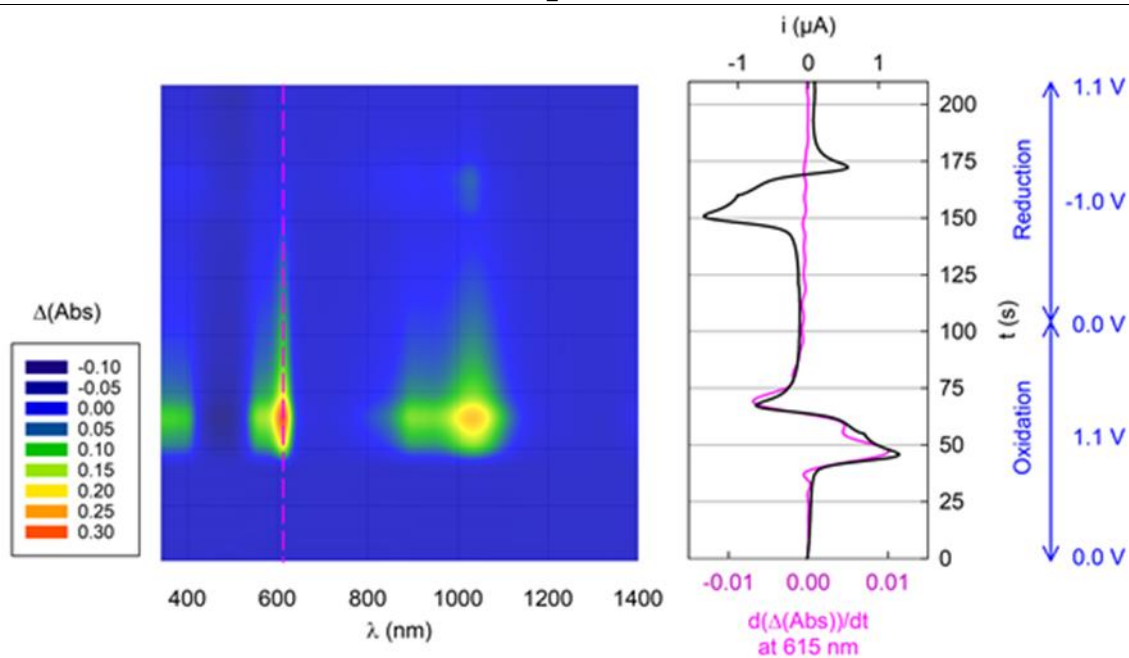 Δ(Abs)
-0.10
-0.05
0.00
0.05
0.10
0.15
0.20
0.25
0.30
400 600 800 1000 1200 1400
λ (nm)
i (µA)
-1 0 1
200
175
150
125
100
75
50
25
0
t (s)
-0.01 0.00 0.01
d(Δ(Abs))/dt
at 615 nm
Reduction
Oxidation
1.1 V
-1.0 V
0.0 V
1.1 V
0.0 V